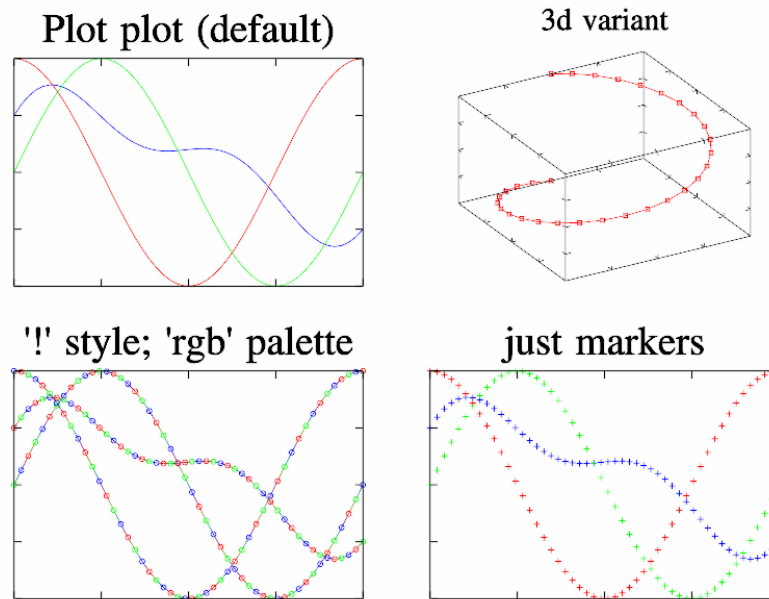 Plot plot (default)
3d variant
'!' style; 'rgb' palette
just markers